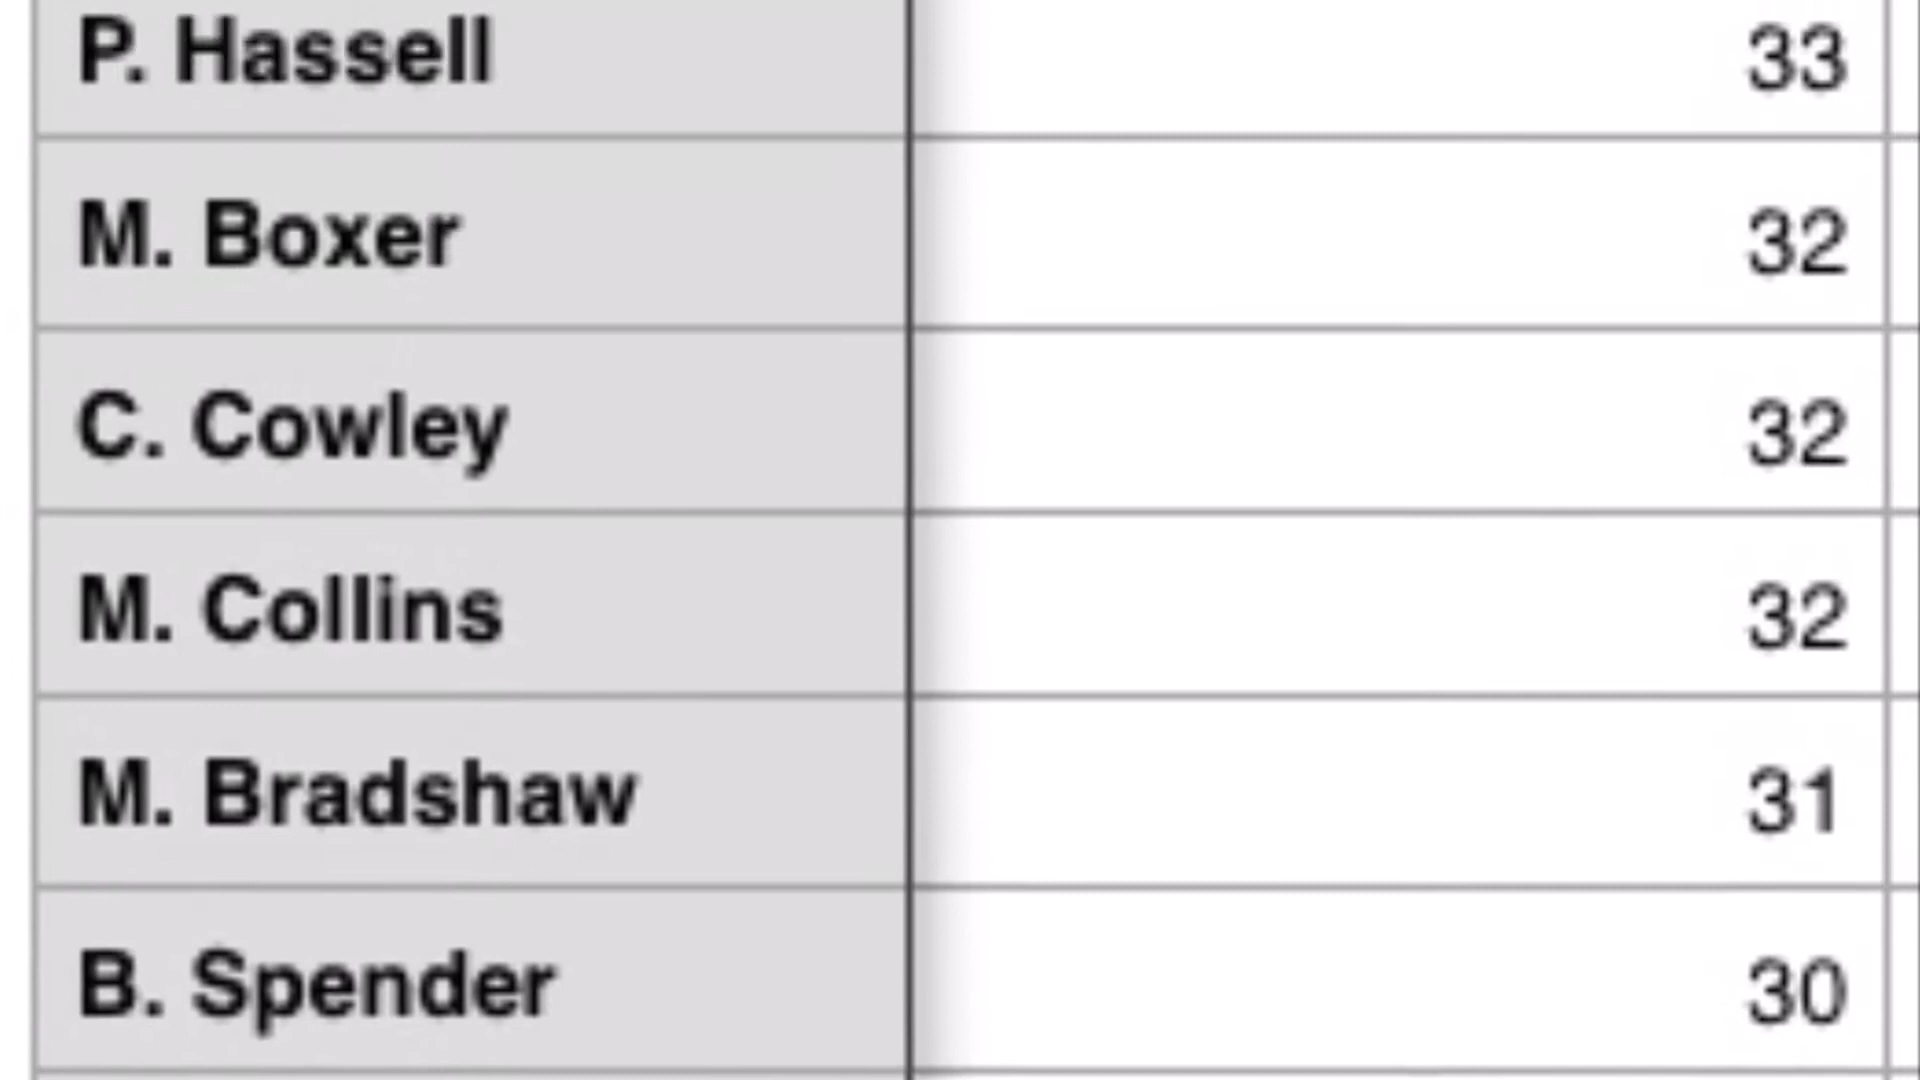 P. Hassell 33
M. Boxer 32
C. Cowley 32
M. Collins 32
M. Bradshaw 31
B. Spender 30